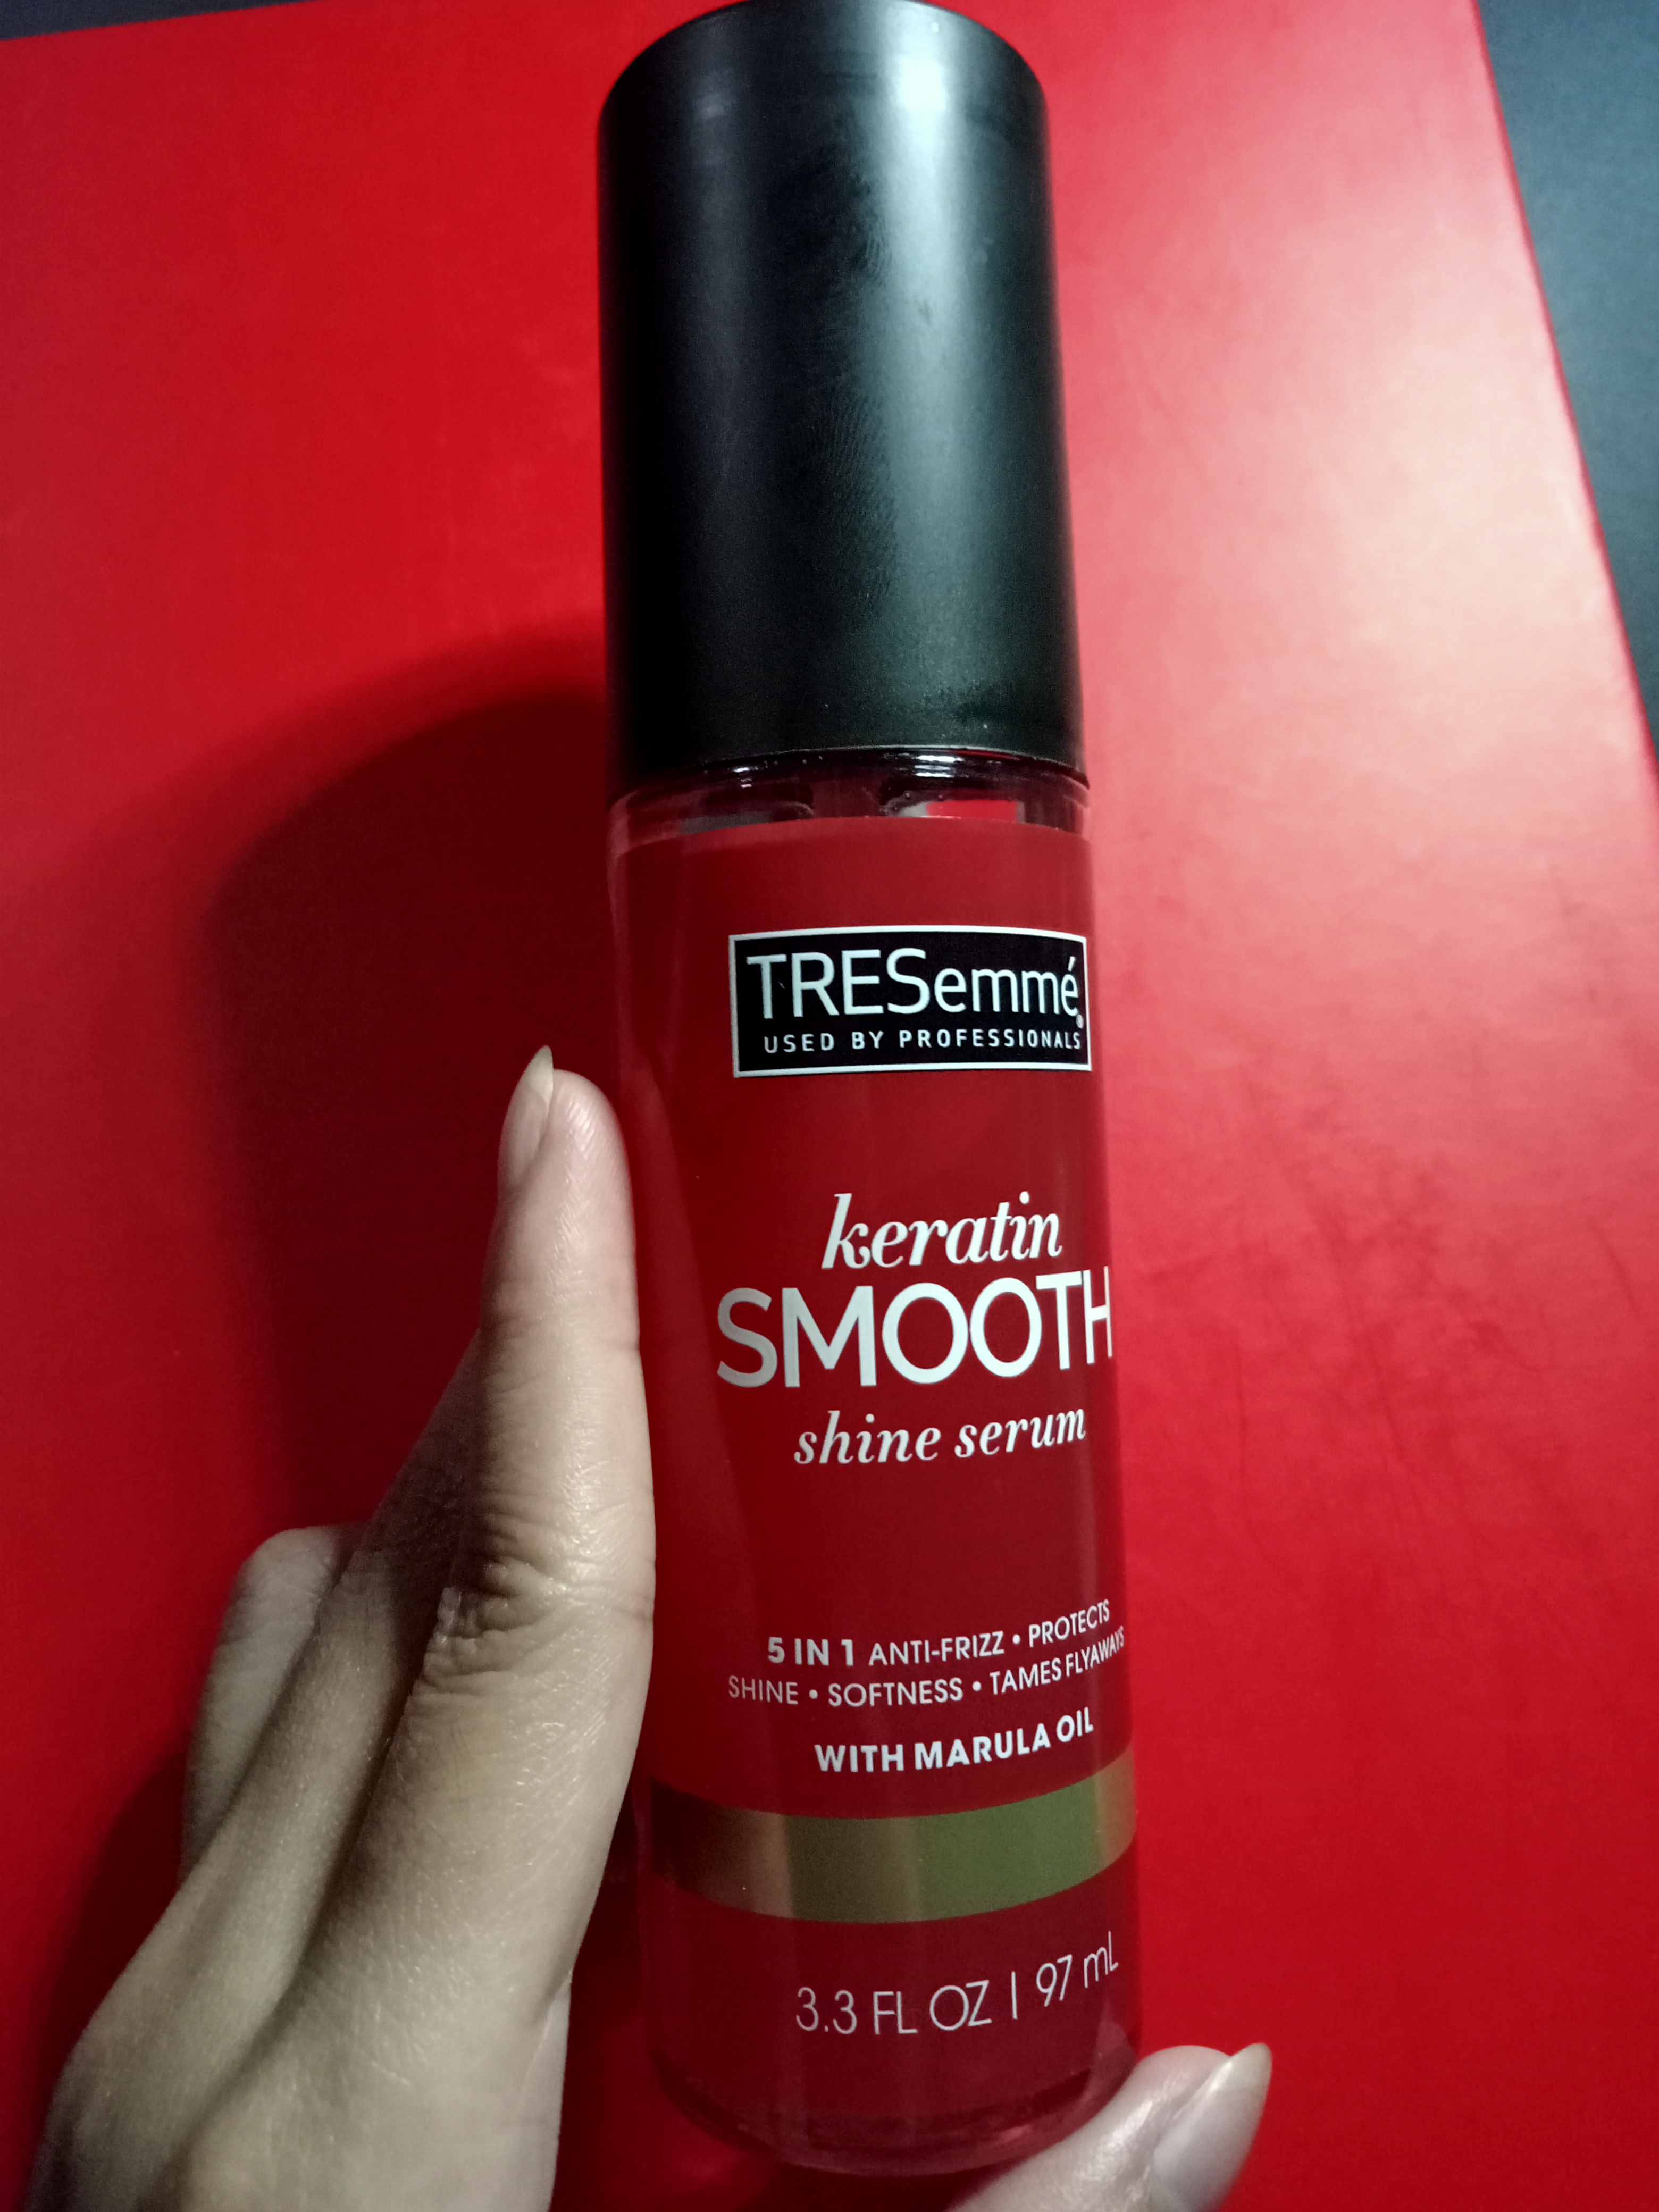 TRESemmé®
USED BY PROFESSIONALS
keratin
SMOOTH
shine serum
5 IN 1 ANTI-FRIZZ • PROTECTS
SHINE • SOFTNESS • TAMES FLYAWAYS
WITH MARULA OIL
3.3 FL OZ | 97 mL